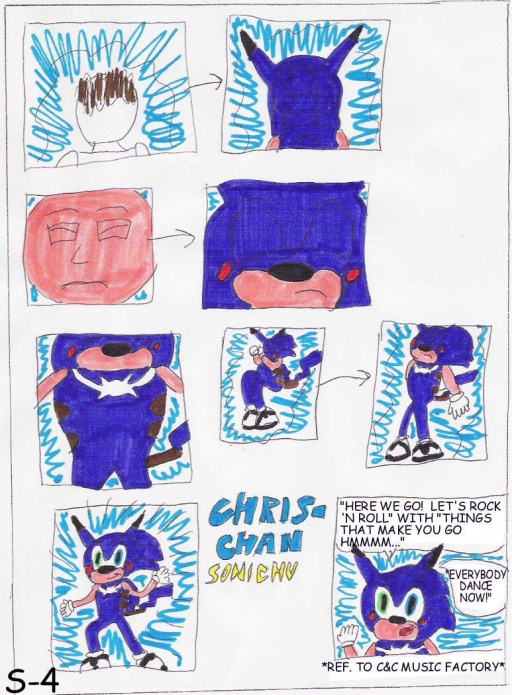 CHRIS-
CHAN
SONICHU
"HERE WE GO! LET'S ROCK
'N ROLL" WITH "THINGS
THAT MAKE YOU GO
HMMMM..."
"EVERYBODY
DANCE
NOW!"
*REF. TO C&C MUSIC FACTORY*
S-4